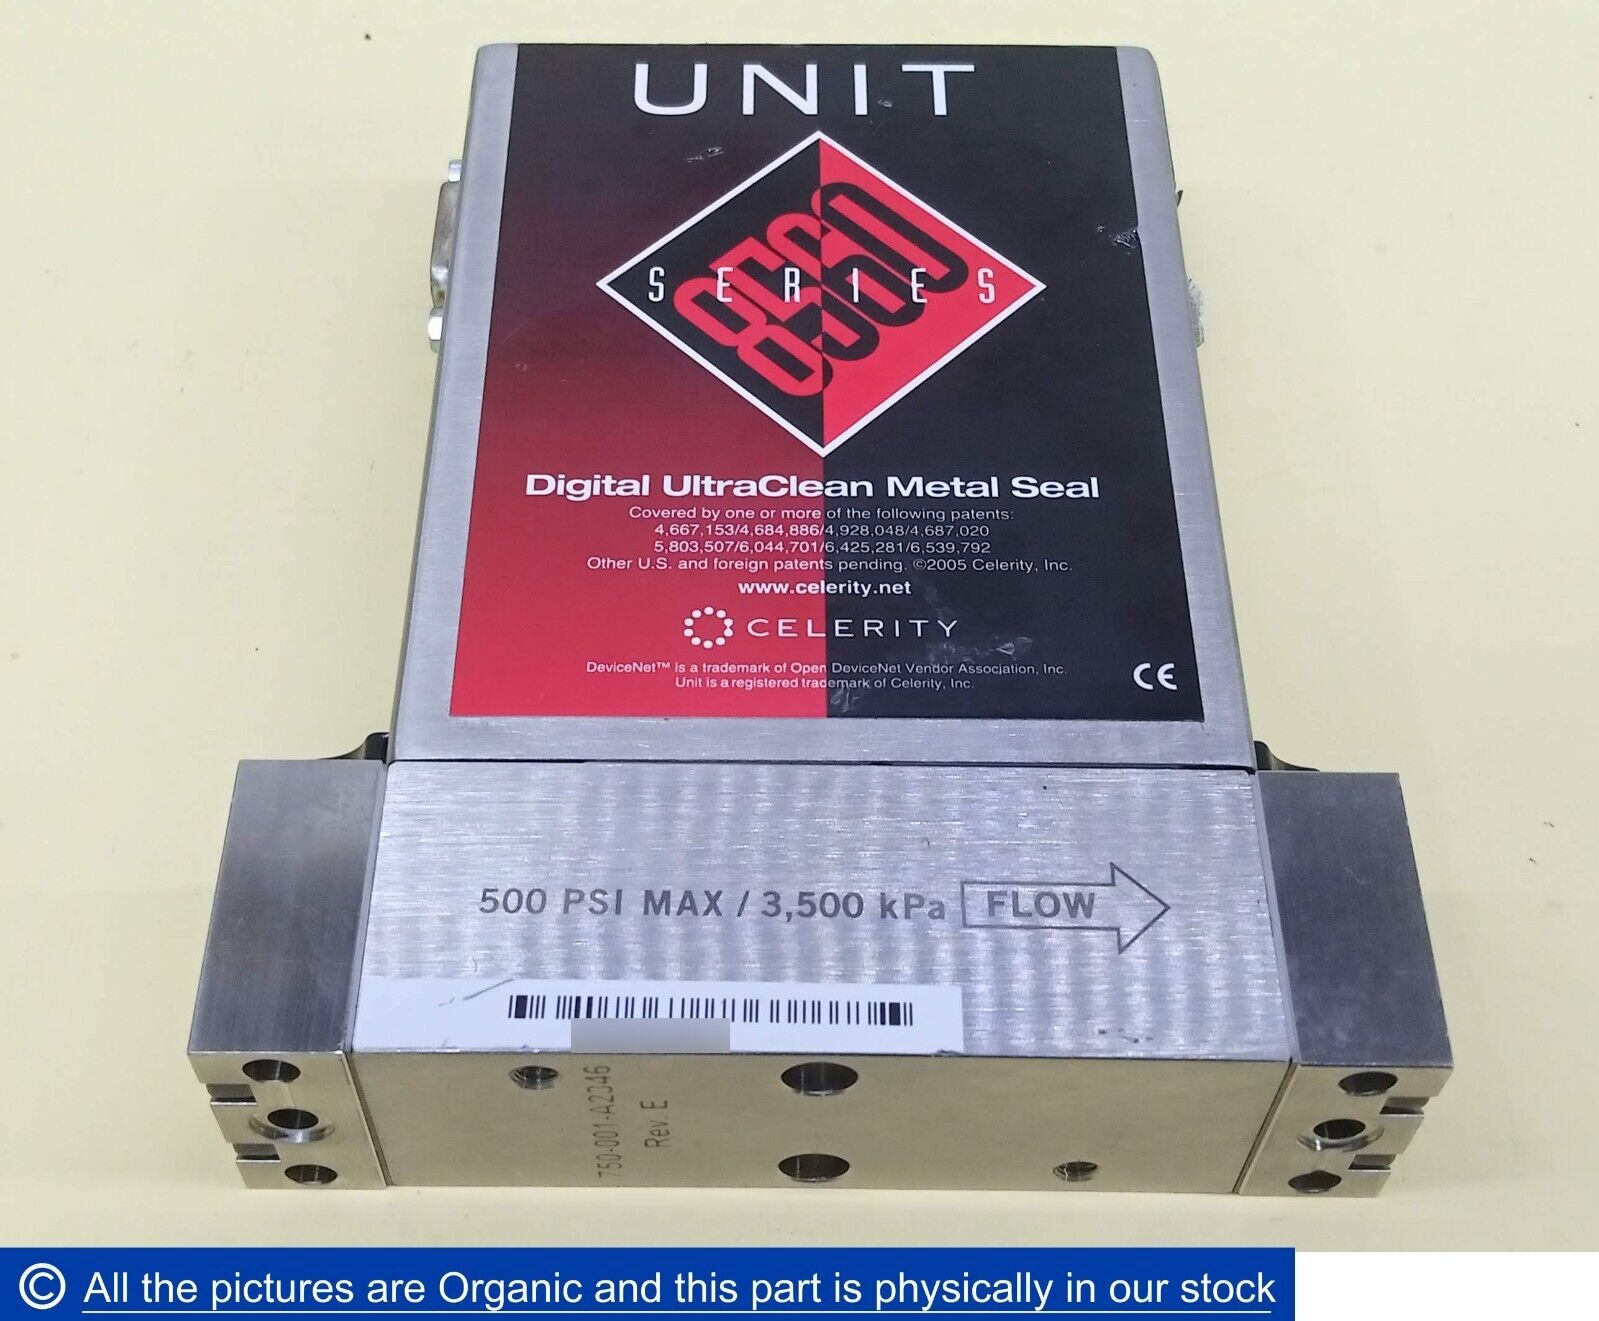 UNIT
8560
SERIES
Digital UltraClean Metal Seal
Covered by one or more of the following patents:
4,667,153/4,684,886/4,928,048/4,687,020
5,803,507/6,044,701/6,425,281/6,539,792
Other U.S. and foreign patents pending. ©2005 Celerity, Inc.
www.celerity.net
CELERITY
DeviceNet™ is a trademark of Open DeviceNet Vendor Association, Inc.
Unit is a registered trademark of Celerity, Inc.
CE
500 PSI MAX / 3,500 kPa FLOW
750-001-A2346
Rev. E
© All the pictures are Organic and this part is physically in our stock